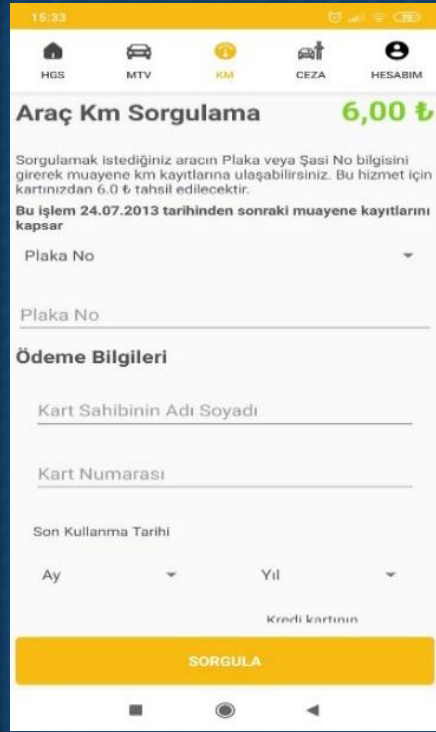 15:33
HGS MTV KM CEZA HESABIM
Araç Km Sorgulama 6,00 ₺
Sorgulamak istediğiniz aracın Plaka veya Şasi No bilgisini
girerek muayene km kayıtlarına ulaşabilirsiniz. Bu hizmet için
kartınızdan 6.0 ₺ tahsil edilecektir.
Bu işlem 24.07.2013 tarihinden sonraki muayene kayıtlarını
kapsar
Plaka No
Plaka No
Ödeme Bilgileri
Kart Sahibinin Adı Soyadı
Kart Numarası
Son Kullanma Tarihi
Ay Yıl
Kredi kartının
SORGULA